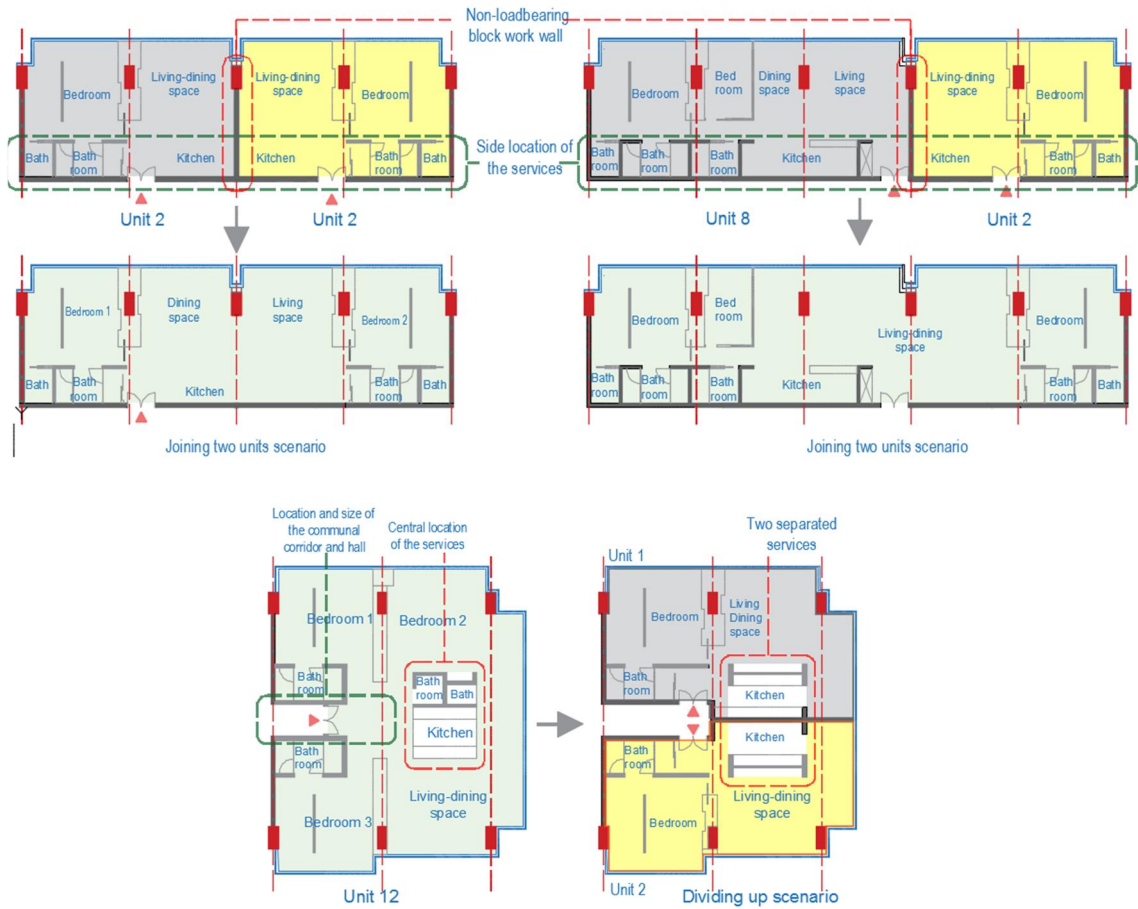 Non-loadbearing
block work wall
Living-dining
space
Living-dining
space
Bedroom
Bedroom
Bath
Bath
room
Kitchen
Kitchen
Bath
room
Bath
Side location of
the services
Bedroom
Bed
room
Dining
space
Living
space
Living-dining
space
Bedroom
Bath
room
Bath
room
Bath
room
Kitchen
Kitchen
Bath
room
Bath
Unit 2
Unit 2
Unit 8
Unit 2
Bedroom 1
Dining
space
Living
space
Bedroom 2
Bath
Bath
room
Kitchen
Bath
room
Bath
Bedroom
Bed
room
Living-dining
space
Bedroom
Bath
room
Bath
room
Bath
room
Kitchen
Bath
room
Bath
Joining two units scenario
Joining two units scenario
Location and size of
the communal
corridor and hall
Central location
of the services
Bedroom 1
Bedroom 2
Bath
room
Bath
room
Bath
Kitchen
Bath
room
Living-dining
space
Bedroom 3
Unit 12
Two separated
services
Unit 1
Bedroom
Living
Dining
space
Bath
room
Kitchen
Kitchen
Bath
room
Living-dining
space
Bedroom
Unit 2
Dividing up scenario